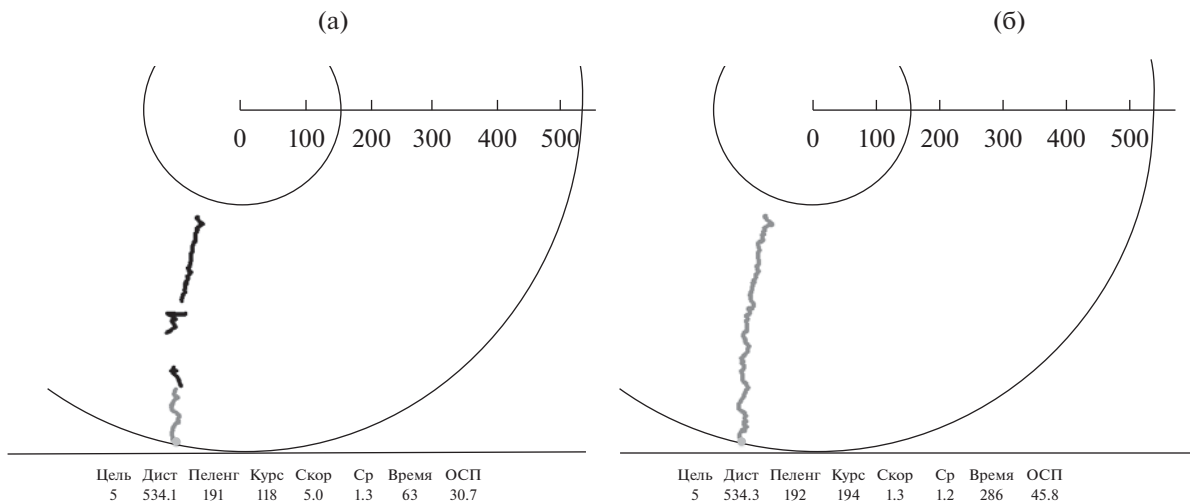 (а)
0 100 200 300 400 500
Цель Дист Пеленг Курс Скор Ср Время ОСП
5 534.1 191 118 5.0 1.3 63 30.7
(б)
0 100 200 300 400 500
Цель Дист Пеленг Курс Скор Ср Время ОСП
5 534.3 192 194 1.3 1.2 286 45.8